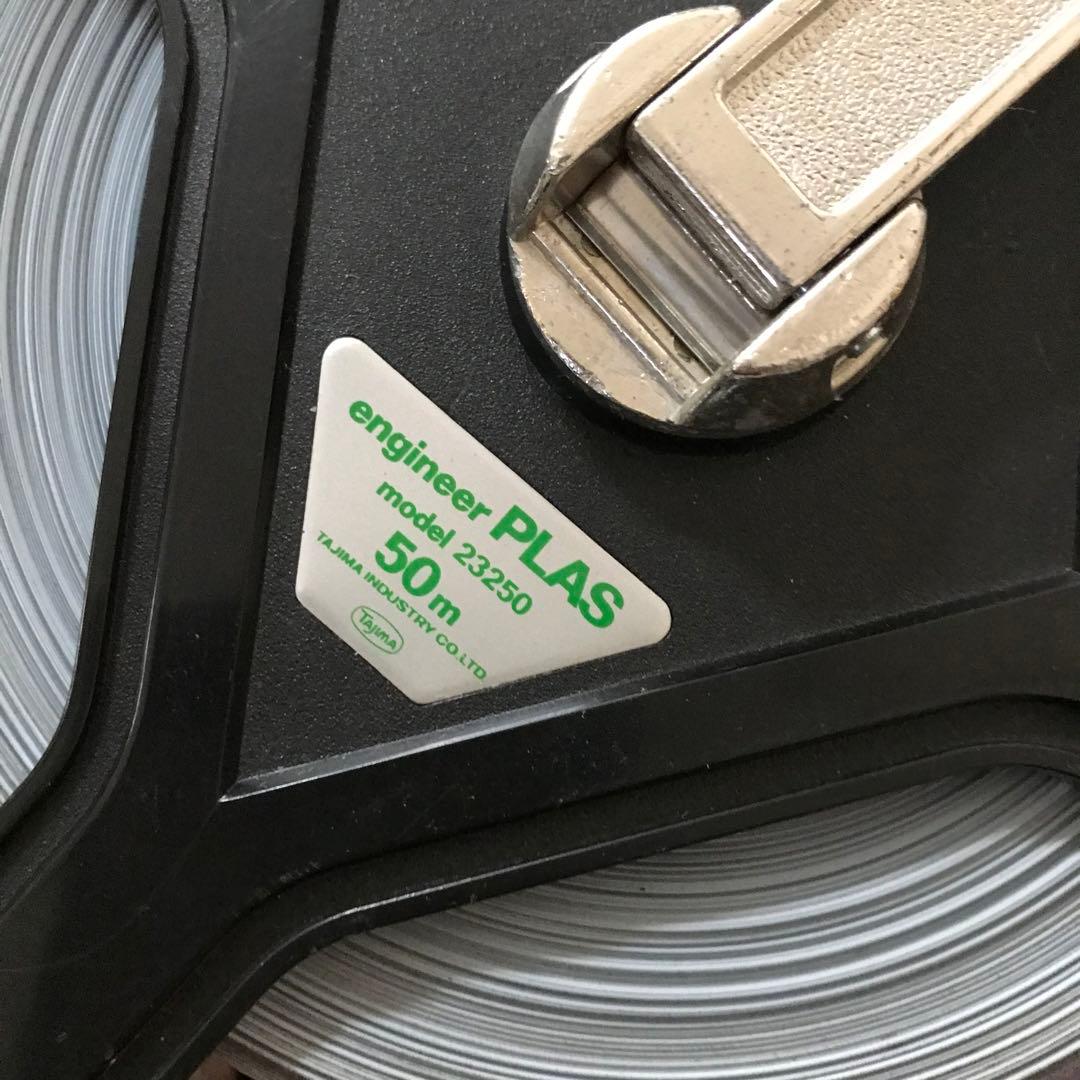 engineer PLAS
model 23250
50m
TAJIMA INDUSTRY CO.LTD.
TAJIMA